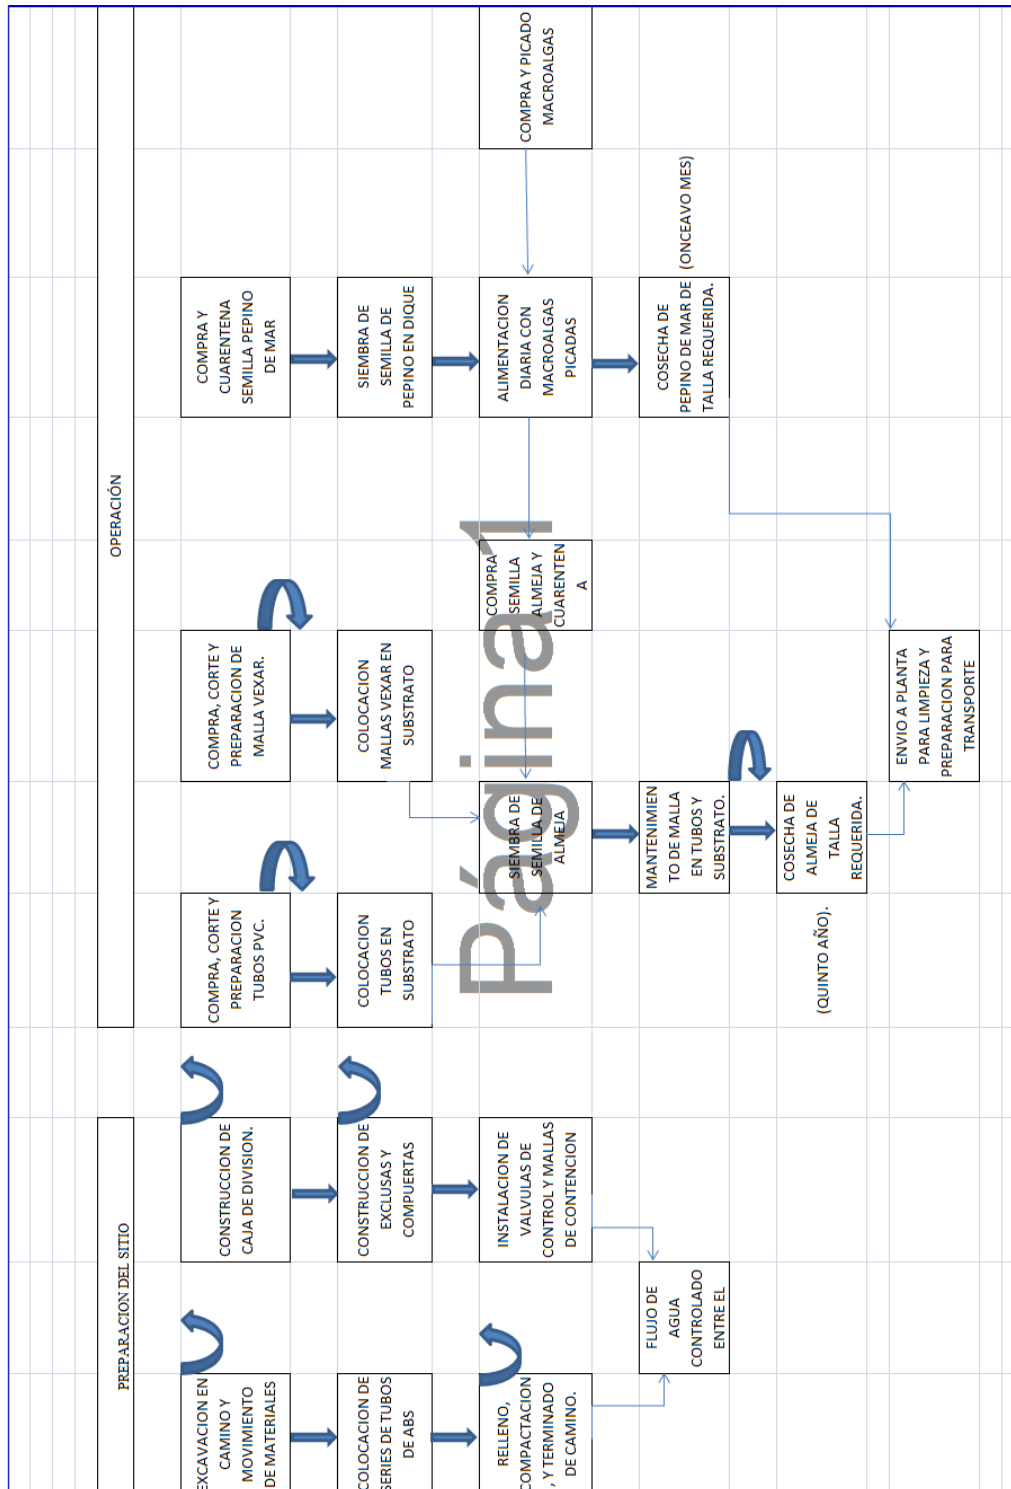 PREPARACION DEL SITIO
EXCAVACION EN
CAMINO Y
MOVIMIENTO
DE MATERIALES
COLOCACION DE
SERIES DE TUBOS
DE ABS
RELLENO,
COMPACTACION
, Y TERMINADO
DE CAMINO.
CONSTRUCCION DE
CAJA DE DIVISION.
CONSTRUCCION DE
EXCLUSAS Y
COMPUERTAS
INSTALACION DE
VALVULAS DE
CONTROL Y MALLAS
DE CONTENCION
FLUJO DE
AGUA
CONTROLADO
ENTRE EL
OPERACIÓN
COMPRA, CORTE Y
PREPARACION
TUBOS PVC.
COLOCACION
TUBOS EN
SUBSTRATO
COMPRA, CORTE Y
PREPARACION DE
MALLA VEXAR.
COLOCACION
MALLAS VEXAR EN
SUBSTRATO
SIEMBRA DE
SEMILLA DE
ALMEJA
COMPRA
SEMILLA
ALMEJA Y
CUARENTEN
A
MANTENIMIEN
TO DE MALLA
EN TUBOS Y
SUBSTRATO.
COSECHA DE
ALMEJA DE
TALLA
REQUERIDA.
(QUINTO AÑO).
COMPRA Y
CUARENTENA
SEMILLA PEPINO
DE MAR
SIEMBRA DE
SEMILLA DE
PEPINO EN DIQUE
ALIMENTACION
DIARIA CON
MACROALGAS
PICADAS
COSECHA DE
PEPINO DE MAR DE
TALLA REQUERIDA.
(ONCEAVO MES)
COMPRA Y PICADO
MACROALGAS
ENVIO A PLANTA
PARA LIMPIEZA Y
PREPARACION PARA
TRANSPORTE
Página 1